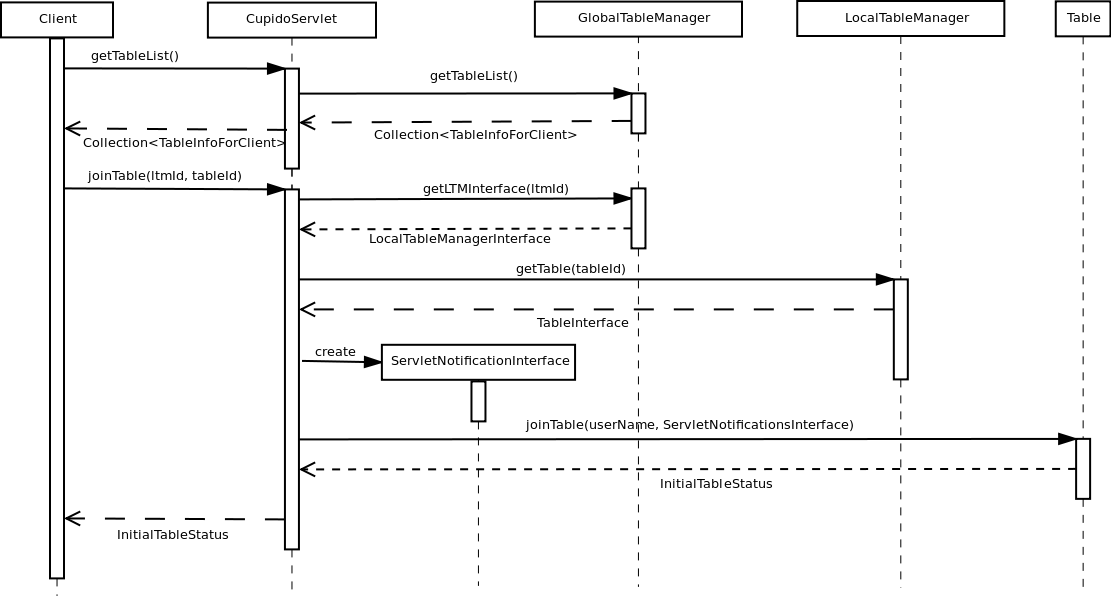 Client
CupidoServlet
GlobalTableManager
LocalTableManager
Table
getTableList()
getTableList()
Collection<TableInfoForClient>
Collection<TableInfoForClient>
joinTable(ltmId, tableId)
getLTMInterface(ltmId)
LocalTableManagerInterface
getTable(tableId)
TableInterface
create
ServletNotificationInterface
joinTable(userName, ServletNotificationsInterface)
InitialTableStatus
InitialTableStatus